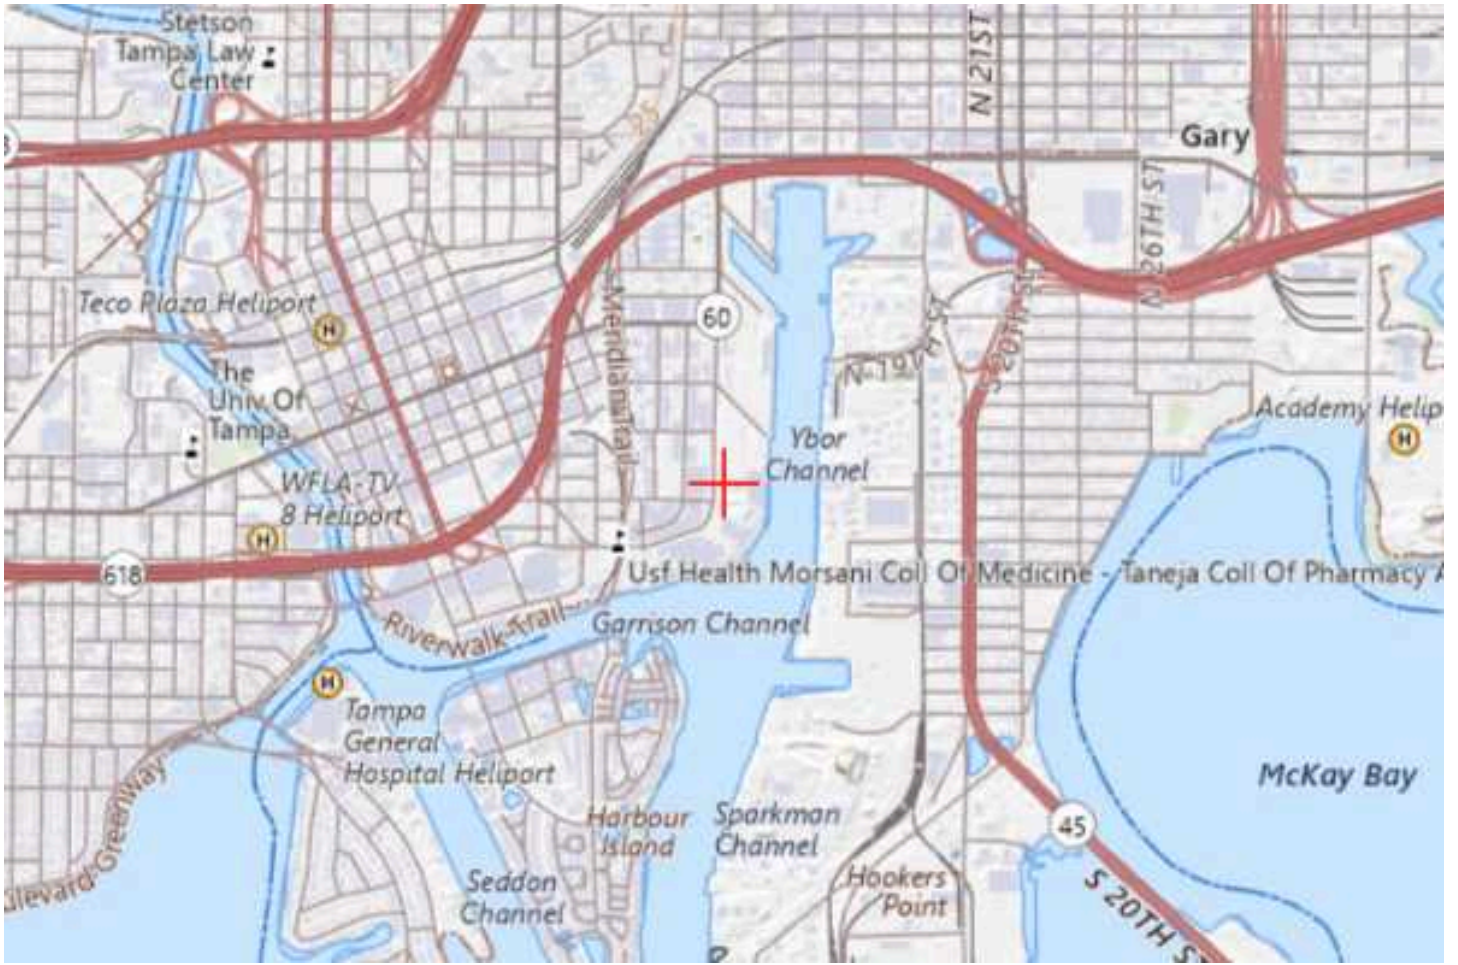 Stetson
Tampa Law
Center
N 21ST
Gary
N 26TH ST
Teco Plaza Heliport
H
60
Meridian Trail
N 19TH ST
S 20TH ST
The
Univ Of
Tampa
Academy Helip
H
Ybor
Channel
WFLA-TV
8 Heliport
H
618
Usf Health Morsani Coll Of Medicine - Taneja Coll Of Pharmacy A
Riverwalk Trail
Garrison Channel
H
Tampa
General
Hospital Heliport
McKay Bay
ulevard Greenway
Harbour
Island
Sparkman
Channel
45
Seddon
Channel
Hookers
Point
S 20TH ST